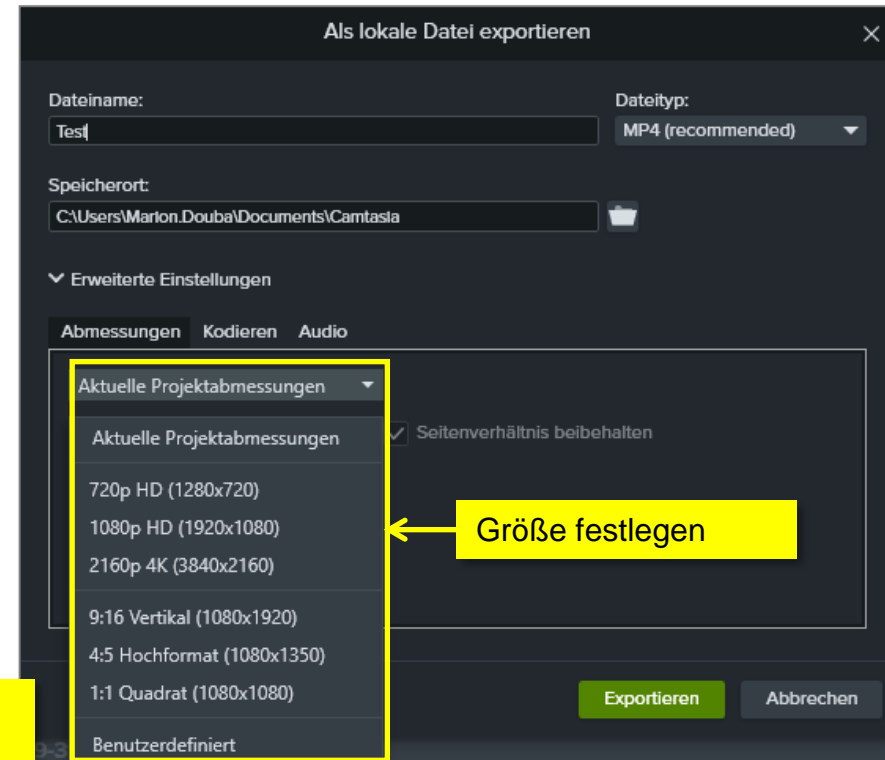 Als lokale Datei exportieren
Dateiname:
Dateityp:
Test
MP4 (recommended)
Speicherort:
C:\Users\Marlon.Douba\Documents\Camtasia
Erweiterte Einstellungen
Abmessungen Kodieren Audio
Aktuelle Projektabmessungen
Aktuelle Projektabmessungen
Seitenverhältnis beibehalten
720p HD (1280x720)
1080p HD (1920x1080)
Größe festlegen
2160p 4K (3840x2160)
9:16 Vertikal (1080x1920)
4:5 Hochformat (1080x1350)
1:1 Quadrat (1080x1080)
Exportieren
Abbrechen
Benutzerdefiniert